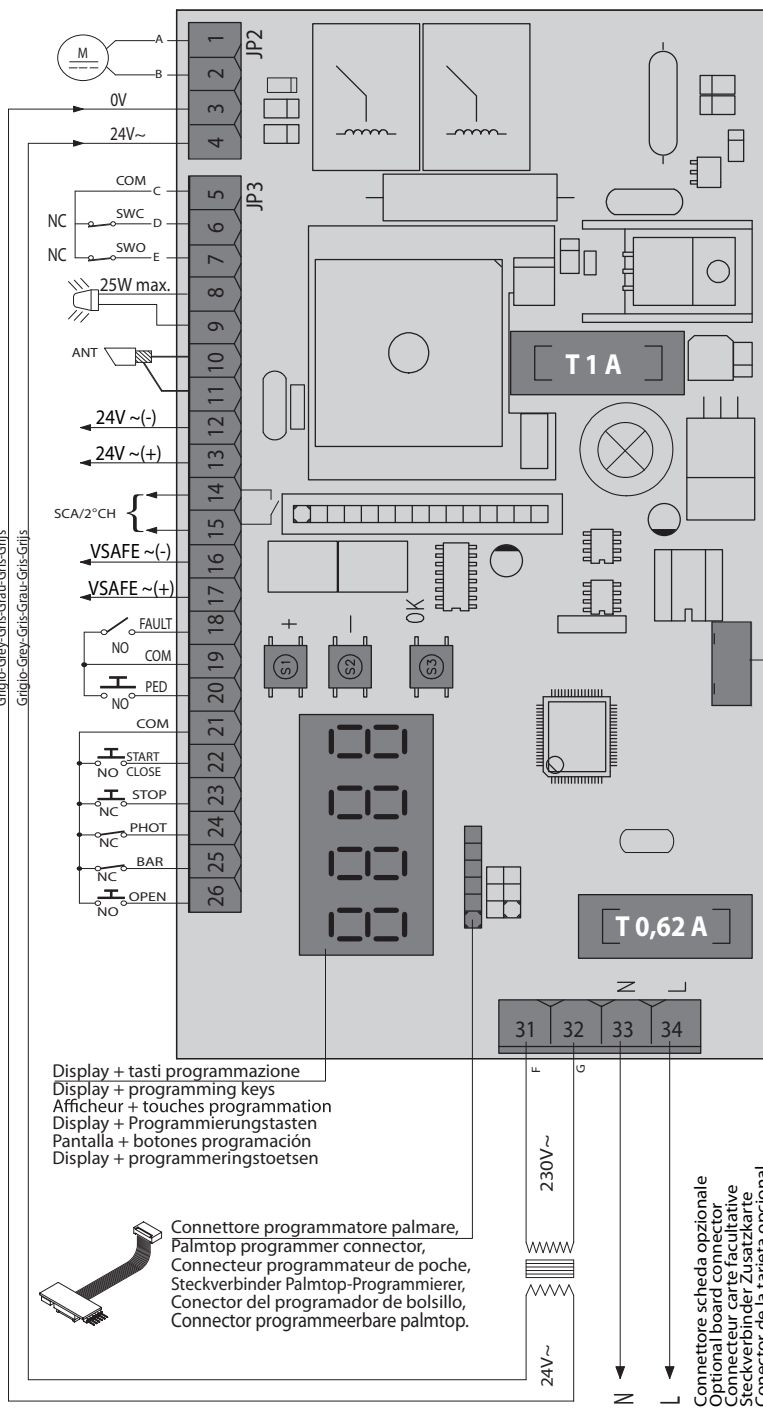 M
A
1
JP2
B
2
0V
3
24V~
4
COM
C
5
JP3
NC
SWC
D
6
NC
SWO
E
7
25W max.
8
9
ANT
10
11
T 1 A
24V ~(-)
12
24V ~(+)
13
SCA/2°CH
14
15
VSAFE ~(-)
16
VSAFE ~(+)
17
FAULT
18
NO
COM
19
PED
20
NO
+
−
OK
S1
S2
S3
COM
21
START
CLOSE
22
NO
STOP
23
NC
PHOT
24
NC
BAR
25
NC
OPEN
26
NO
T 0,62 A
N
L
31
32
33
34
F
G
Grigio-Grey-Gris-Grau-Gris-Grijs
Grigio-Grey-Gris-Grau-Gris-Grijs
Display + tasti programmazione
Display + programming keys
Afficheur + touches programmation
Display + Programmierungstasten
Pantalla + botones programación
Display + programmeringstoetsen
230V~
24V~
Connettore programmatore palmare,
Palmtop programmer connector,
Connecteur programmateur de poche,
Steckverbinder Palmtop-Programmierer,
Conector del programador de bolsillo,
Connector programmeerbare palmtop.
N
L
Connettore scheda opzionale
Optional board connector
Connecteur carte facultative
Steckverbinder Zusatzkarte
Conector de la tarjeta opcional